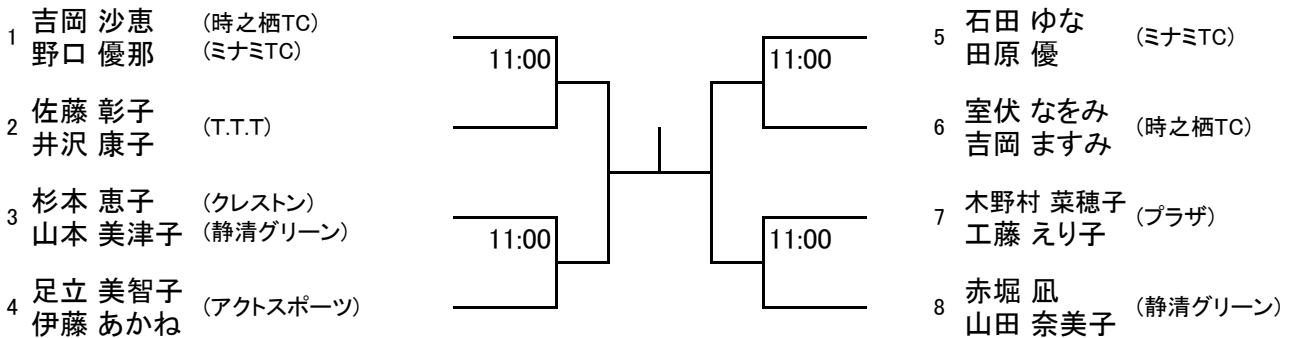 1 吉岡 沙恵 (時之栖TC)
野口 優那 (ミナミTC)
2 佐藤 彰子 (T.T.T)
井沢 康子
3 杉本 恵子 (クレストン)
山本 美津子 (静清グリーン)
4 足立 美智子 (アクトスポーツ)
伊藤 あかね
11:00
11:00
11:00
11:00
5 石田 ゆな (ミナミTC)
田原 優
6 室伏 なをみ (時之栖TC)
吉岡 ますみ
7 木野村 菜穂子 (プラザ)
工藤 えり子
8 赤堀 凪 (静清グリーン)
山田 奈美子